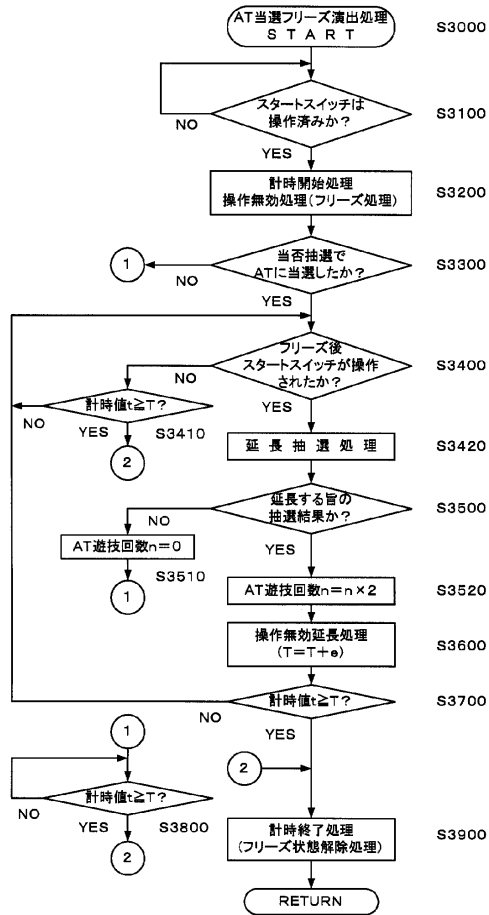 AT当選フリーズ演出処理
START
S3000
スタートスイッチは
操作済みか?
S3100
NO
YES
計時開始処理
操作無効処理(フリーズ処理)
S3200
当否抽選で
ATに当選したか?
S3300
1
NO
YES
フリーズ後
スタートスイッチが操作
されたか?
S3400
NO
計時値t≧T?
NO
YES
S3410
2
YES
延長抽選処理
S3420
延長する旨の
抽選結果か?
S3500
NO
AT遊技回数n=0
S3510
1
YES
AT遊技回数n=n×2
S3520
操作無効延長処理
(T=T+e)
S3600
計時値t≧T?
S3700
NO
YES
1
2
計時値t≧T?
NO
YES
S3800
2
計時終了処理
(フリーズ状態解除処理)
S3900
RETURN